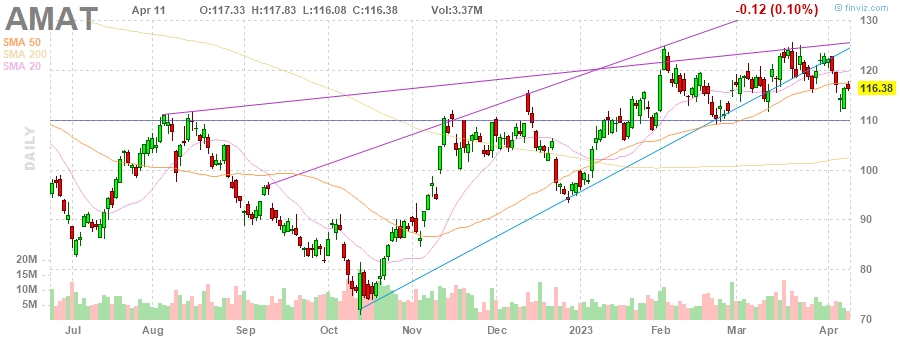 AMAT Apr 11 O:117.33 H:117.83 L:116.08 C:116.38 Vol:3.37M -0.12 (0.10%) © finviz.com
SMA 50
SMA 200
SMA 20
DAILY
130
120
116.38
110
100
90
80
70
20M
15M
10M
5M
Jul Aug Sep Oct Nov Dec 2023 Feb Mar Apr